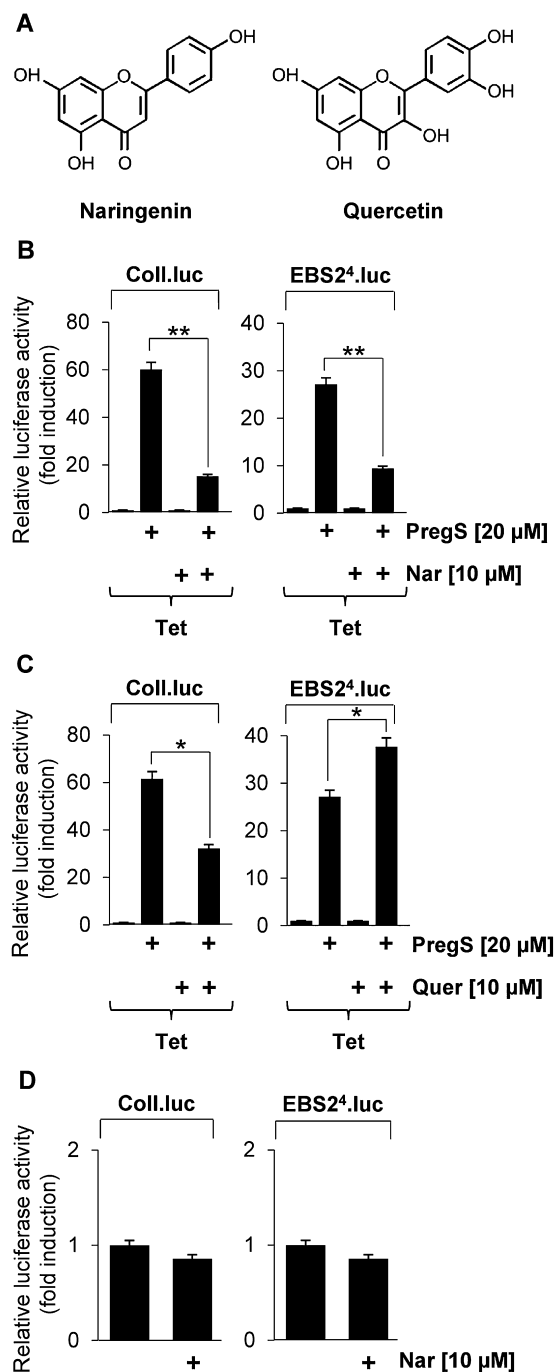 A
OH
OH
OH
OH
O
O
OH
OH
O
OH
OH
OH
O
Naringenin
Quercetin
B
Coll.luc
EBS2⁴.luc
Relative luciferase activity
(fold induction)
80
60
40
20
0
**
40
30
20
10
0
**
+ + + + PregS [20 µM]
+ + + + Nar [10 µM]
Tet
Tet
C
Coll.luc
EBS2⁴.luc
Relative luciferase activity
(fold induction)
80
60
40
20
0
*
40
30
20
10
0
*
+ + + + PregS [20 µM]
+ + + + Quer [10 µM]
Tet
Tet
D
Coll.luc
EBS2⁴.luc
Relative luciferase activity
(fold induction)
2
1
0
2
1
0
+ + Nar [10 µM]